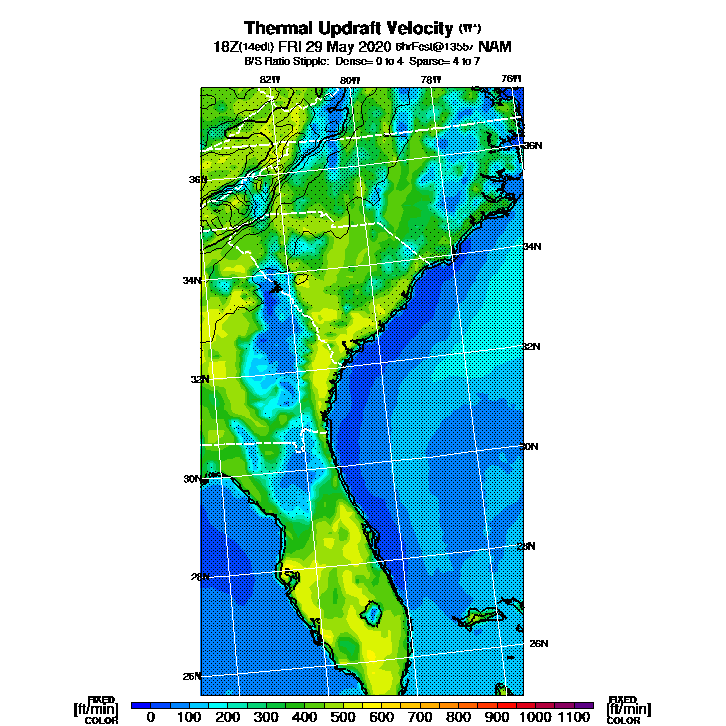 Thermal Updraft Velocity (W*)
18Z(14edt) FRI 29 May 2020 6hrFcst@1355z NAM
B/S Ratio Stipple: Dense= 0 to 4 Sparse= 4 to 7
82W 80W 78W 76W
36N
36N
34N
34N
32N
32N
30N
30N
28N
28N
26N
26N
FIXED
[ft/min]
COLOR
0 100 200 300 400 500 600 700 800 900 1000 1100
FIXED
[ft/min]
COLOR